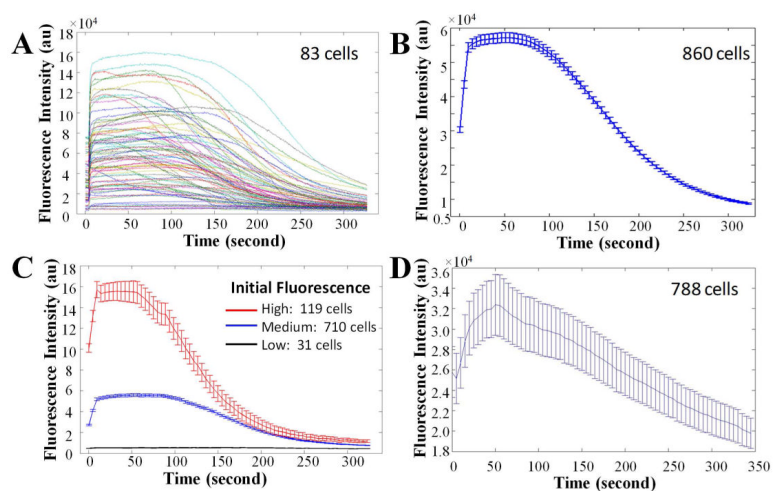 A
×10⁴
83 cells
Fluorescence Intensity (au)
18
16
14
12
10
8
6
4
2
0
0 50 100 150 200 250 300
Time (second)
B
×10⁴
860 cells
Fluorescence Intensity (au)
6
5
4
3
2
1
0.5
0 50 100 150 200 250 300
Time (second)
C
Fluorescence Intensity (au)
18
16
14
12
10
8
6
4
2
0
Initial Fluorescence
High: 119 cells
Medium: 710 cells
Low: 31 cells
0 50 100 150 200 250 300
Time (second)
D
×10⁴
788 cells
Fluorescence Intensity (au)
3.6
3.4
3.2
3.0
2.8
2.6
2.4
2.2
2.0
1.8
0 50 100 150 200 250 300 350
Time (second)